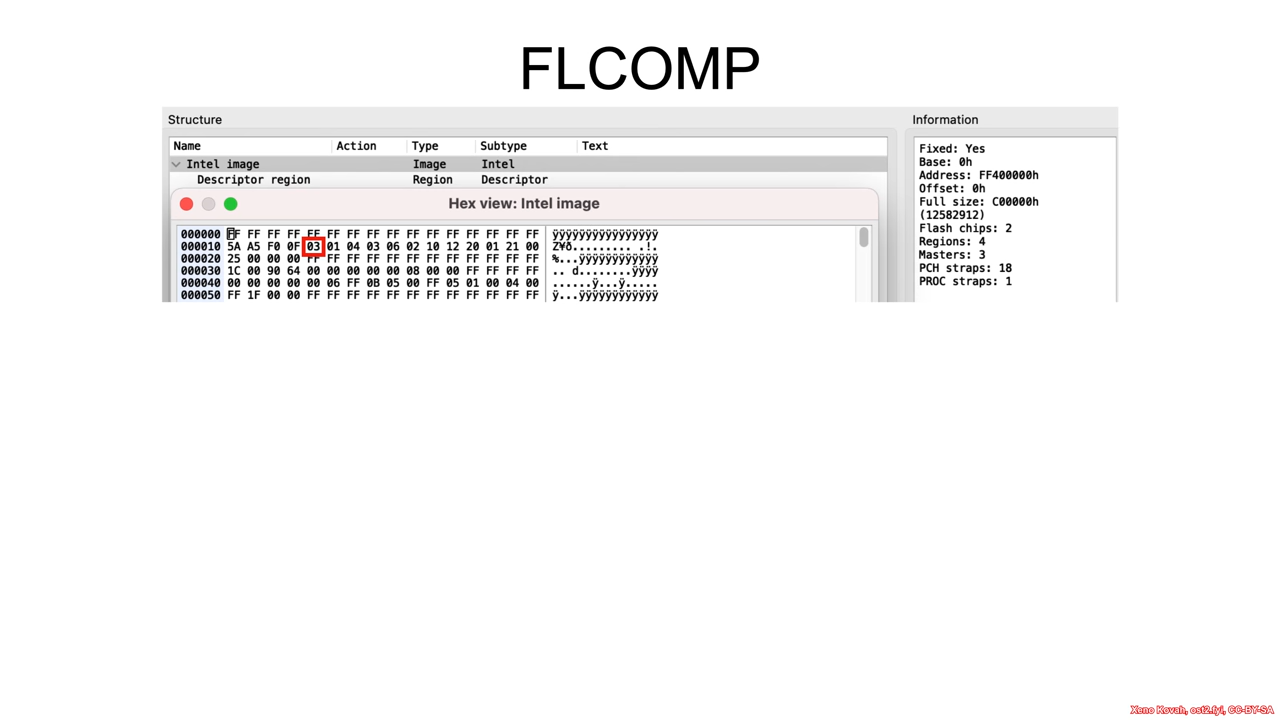 FLCOMP
Structure
Information
Name Action Type Subtype Text
Intel image Image Intel
Descriptor region Region Descriptor
Hex view: Intel image
000000 FF FF FF FF FF FF FF FF FF FF FF FF FF FF FF FF ÿÿÿÿÿÿÿÿÿÿÿÿÿÿÿÿ
000010 5A A5 F0 0F 03 01 04 03 06 02 10 12 20 01 21 00 Z¥ð......... .!.
000020 25 00 00 00 FF FF FF FF FF FF FF FF FF FF FF FF %...ÿÿÿÿÿÿÿÿÿÿÿÿ
000030 1C 00 90 64 00 00 00 00 00 08 00 00 FF FF FF FF .. d........ÿÿÿÿ
000040 00 00 00 00 00 06 FF 0B 05 00 FF 05 01 00 04 00 ......ÿ...ÿ.....
000050 FF 1F 00 00 FF FF FF FF FF FF FF FF FF FF FF FF ÿ...ÿÿÿÿÿÿÿÿÿÿÿÿ
Fixed: Yes
Base: 0h
Address: FF400000h
Offset: 0h
Full size: C00000h
(12582912)
Flash chips: 2
Regions: 4
Masters: 3
PCH straps: 18
PROC straps: 1
Xeno Kovah, ost2.fyi, CC-BY-SA